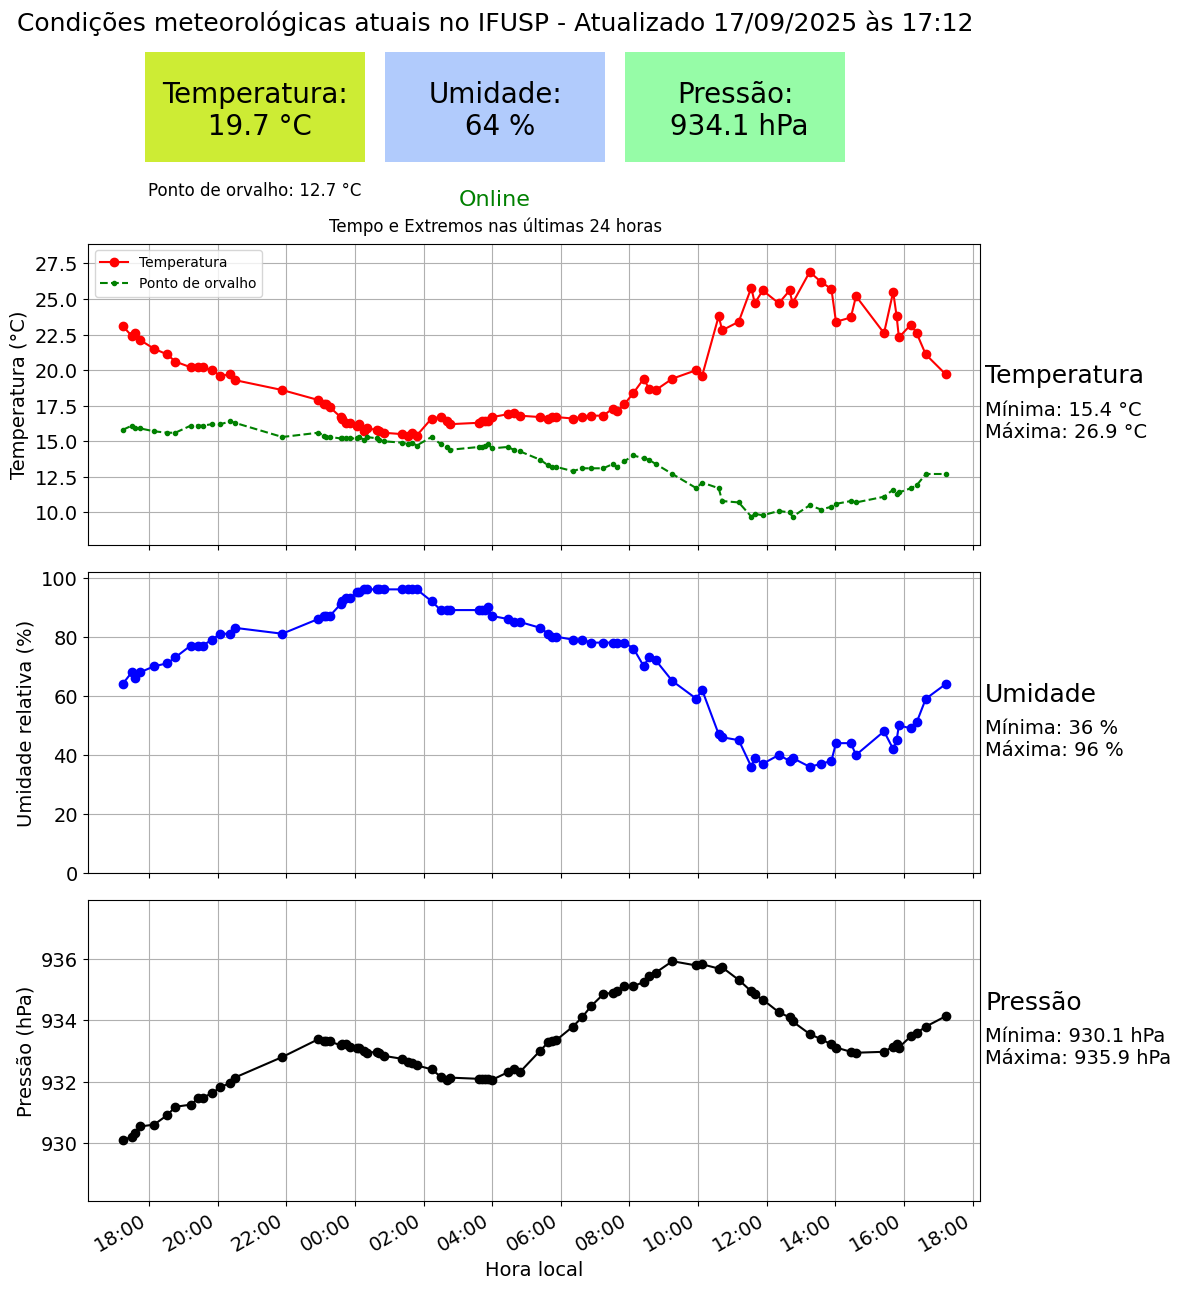 Condições meteorológicas atuais no IFUSP - Atualizado 17/09/2025 às 17:12
Temperatura:
19.7 °C
Umidade:
64 %
Pressão:
934.1 hPa
Ponto de orvalho: 12.7 °C
Online
Tempo e Extremos nas últimas 24 horas
Temperatura
Ponto de orvalho
Temperatura (°C)
27.5
25.0
22.5
20.0
17.5
15.0
12.5
10.0
Temperatura
Mínima: 15.4 °C
Máxima: 26.9 °C
Umidade relativa (%)
100
80
60
40
20
0
Umidade
Mínima: 36 %
Máxima: 96 %
Pressão (hPa)
936
934
932
930
Pressão
Mínima: 930.1 hPa
Máxima: 935.9 hPa
18:00
20:00
22:00
00:00
02:00
04:00
06:00
08:00
10:00
12:00
14:00
16:00
18:00
Hora local